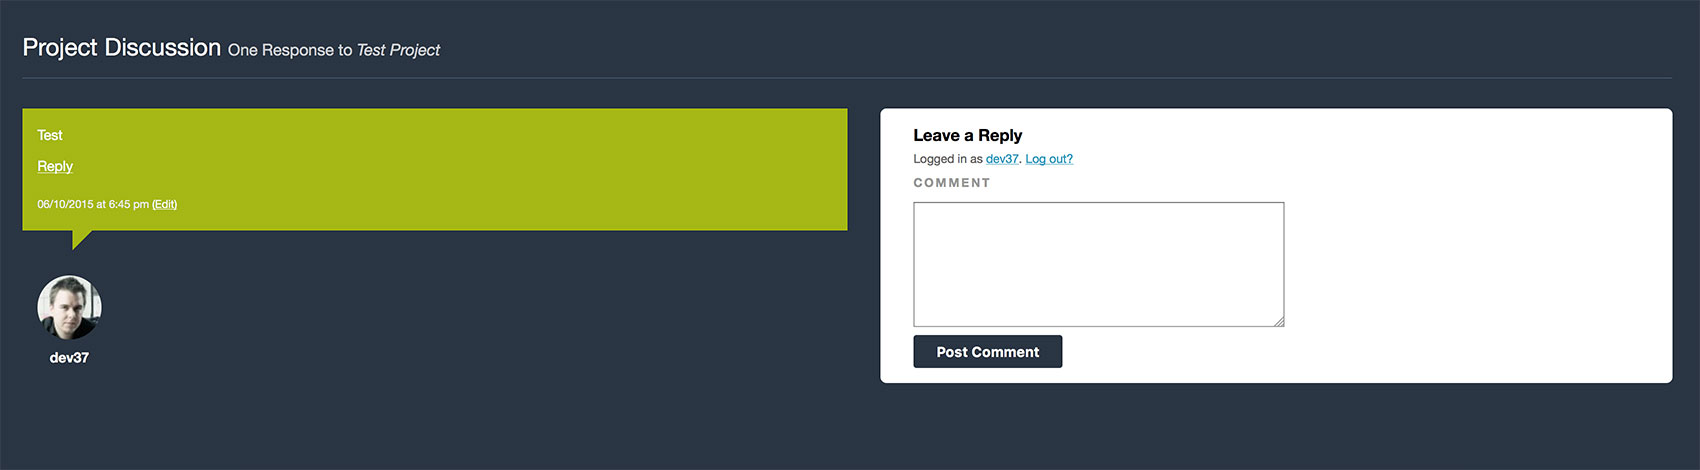 Project Discussion One Response to Test Project
Test
Reply
06/10/2015 at 6:45 pm (Edit)
dev37
Leave a Reply
Logged in as dev37. Log out?
COMMENT
Post Comment